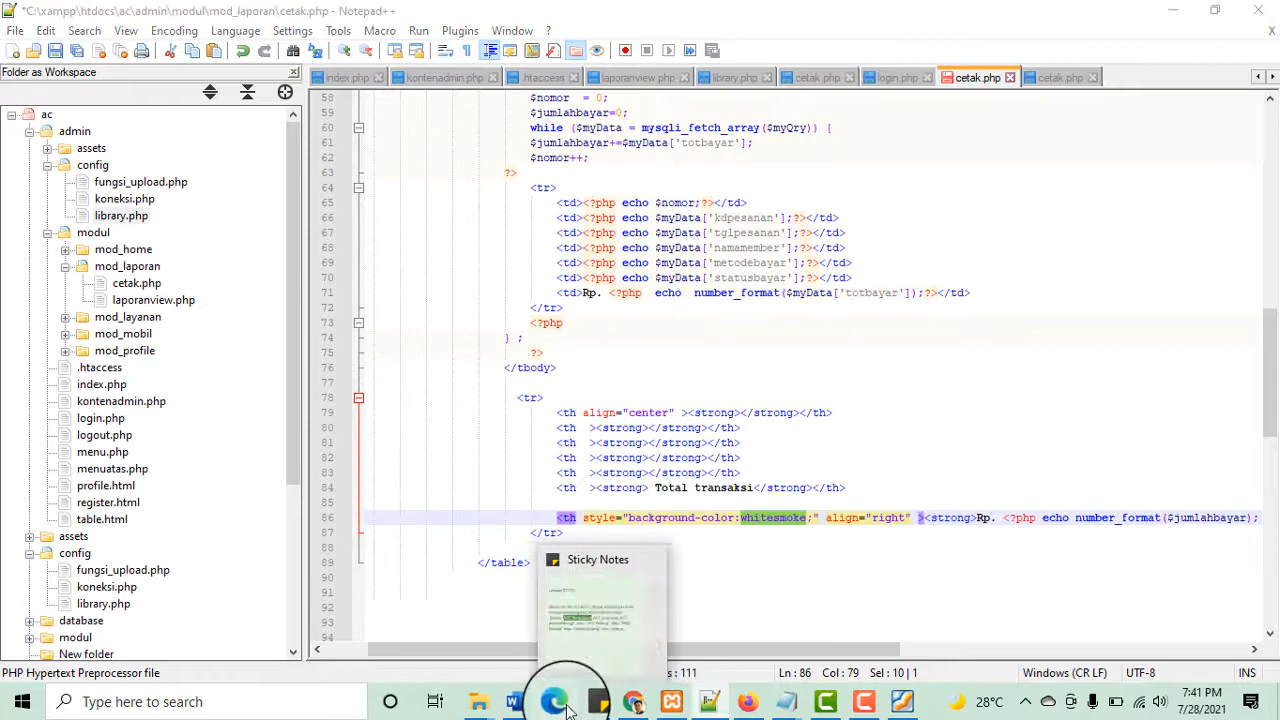 *C:\xampp\htdocs\ac\admin\modul\mod_laporan\cetak.php - Notepad++
File Edit Search View Encoding Language Settings Tools Macro Run Plugins Window ?
X
Folder as Workspace
index.php kontenadmin.php .htaccess laporanview.php library.php cetak.php login.php cetak.php cetak.php
ac
admin
assets
config
fungsi_upload.php
koneksi.php
library.php
modul
mod_home
mod_laporan
cetak.php
laporanview.php
mod_layanan
mod_mobil
mod_profile
.htaccess
index.php
kontenadmin.php
login.php
logout.php
menu.php
menuatas.php
profile.html
register.html
table.html
assets
config
fungsi_upload.php
koneksi.php
library.php
database
modul
New folder
58 $nomor = 0;
59 $jumlahbayar=0;
60 while ($myData = mysqli_fetch_array($myQry)) {
61 $jumlahbayar+=$myData['totbayar'];
62 $nomor++;
63 ?>
64 <tr>
65 <td><?php echo $nomor;?></td>
66 <td><?php echo $myData['kdpesanan'];?></td>
67 <td><?php echo $myData['tglpesanan'];?></td>
68 <td><?php echo $myData['namamember'];?></td>
69 <td><?php echo $myData['metodebayar'];?></td>
70 <td><?php echo $myData['statusbayar'];?></td>
71 <td>Rp. <?php echo number_format($myData['totbayar']);?></td>
72 </tr>
73 <?php
74 } ;
75 ?>
76 </tbody>
77
78 <tr>
79 <th align="center" ><strong></strong></th>
80 <th ><strong></strong></th>
81 <th ><strong></strong></th>
82 <th ><strong></strong></th>
83 <th ><strong></strong></th>
84 <th ><strong> Total transaksi</strong></th>
85
86 <th style="background-color:whitesmoke;" align="right" ><strong>Rp. <?php echo number_format($jumlahbayar);
87 </tr>
88
89 </table>
90
91
92
94
Sticky Notes
PHP Hypertext Preprocessor file
: 111
Ln : 86 Col : 79 Sel : 10 | 1
Windows (CR LF)
UTF-8
INS
Type here to search
28°C
7:41 PM
7/28/2021